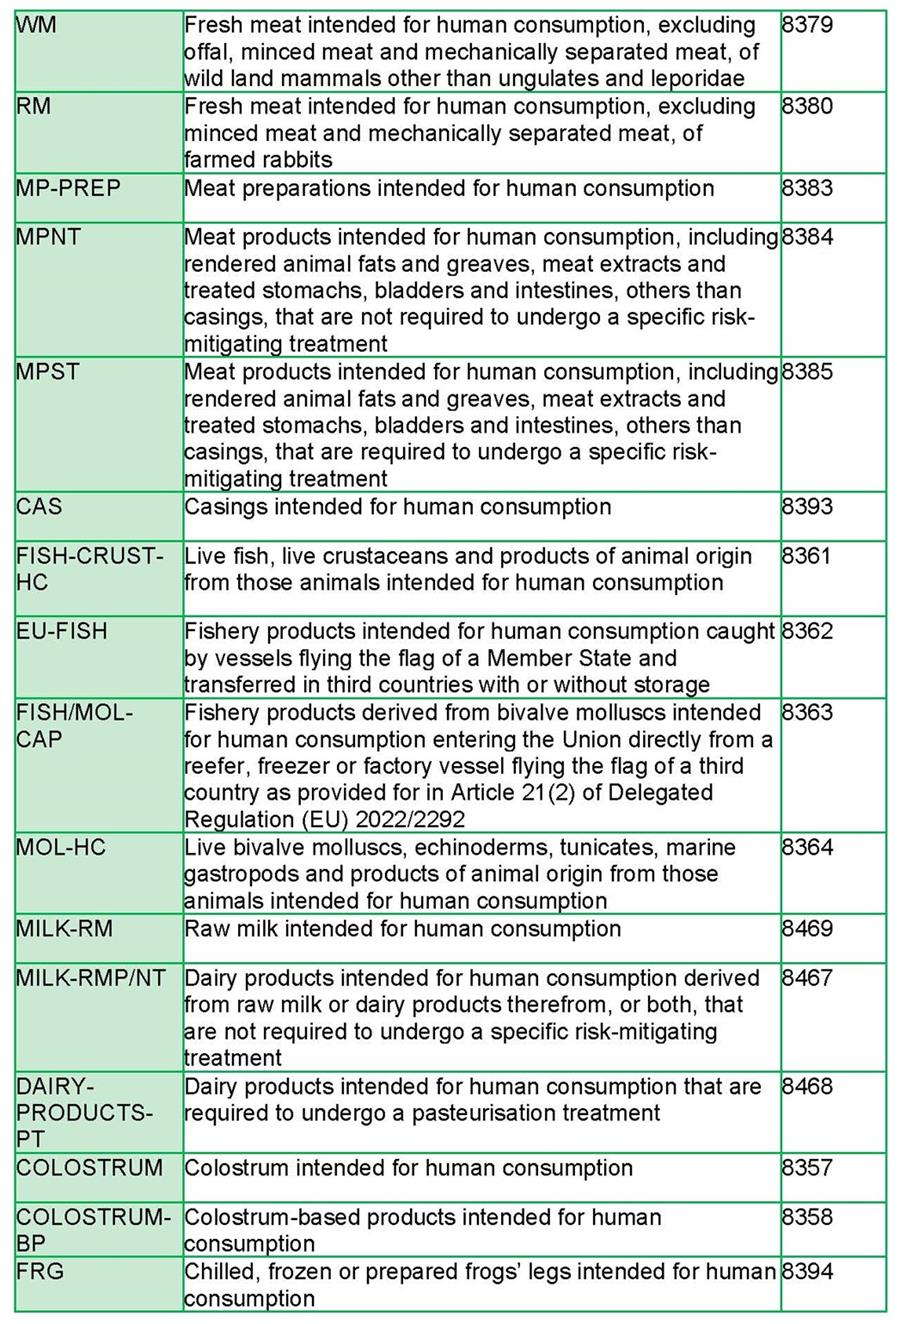 WM
Fresh meat intended for human consumption, excluding
offal, minced meat and mechanically separated meat, of
wild land mammals other than ungulates and leporidae
8379
RM
Fresh meat intended for human consumption, excluding
minced meat and mechanically separated meat, of
farmed rabbits
8380
MP-PREP
Meat preparations intended for human consumption
8383
MPNT
Meat products intended for human consumption, including
rendered animal fats and greaves, meat extracts and
treated stomachs, bladders and intestines, others than
casings, that are not required to undergo a specific risk-
mitigating treatment
8384
MPST
Meat products intended for human consumption, including
rendered animal fats and greaves, meat extracts and
treated stomachs, bladders and intestines, others than
casings, that are required to undergo a specific risk-
mitigating treatment
8385
CAS
Casings intended for human consumption
8393
FISH-CRUST-
HC
Live fish, live crustaceans and products of animal origin
from those animals intended for human consumption
8361
EU-FISH
Fishery products intended for human consumption caught
by vessels flying the flag of a Member State and
transferred in third countries with or without storage
8362
FISH/MOL-
CAP
Fishery products derived from bivalve molluscs intended
for human consumption entering the Union directly from a
reefer, freezer or factory vessel flying the flag of a third
country as provided for in Article 21(2) of Delegated
Regulation (EU) 2022/2292
8363
MOL-HC
Live bivalve molluscs, echinoderms, tunicates, marine
gastropods and products of animal origin from those
animals intended for human consumption
8364
MILK-RM
Raw milk intended for human consumption
8469
MILK-RMP/NT
Dairy products intended for human consumption derived
from raw milk or dairy products therefrom, or both, that
are not required to undergo a specific risk-mitigating
treatment
8467
DAIRY-
PRODUCTS-
PT
Dairy products intended for human consumption that are
required to undergo a pasteurisation treatment
8468
COLOSTRUM
Colostrum intended for human consumption
8357
COLOSTRUM-
BP
Colostrum-based products intended for human
consumption
8358
FRG
Chilled, frozen or prepared frogs' legs intended for human
consumption
8394